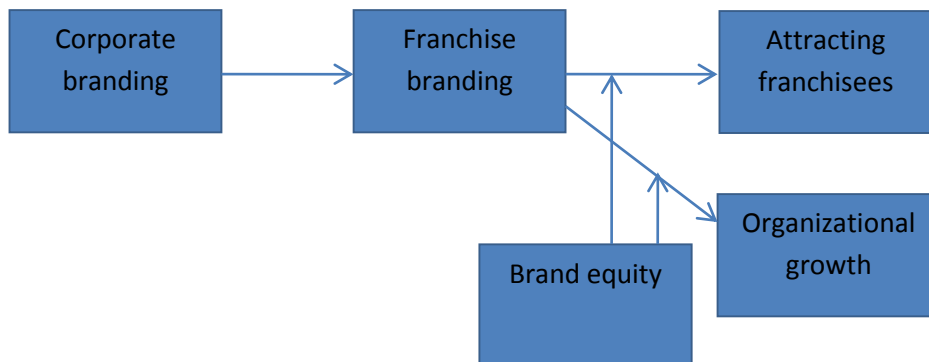 Corporate
branding
Franchise
branding
Attracting
franchisees
Organizational
growth
Brand equity